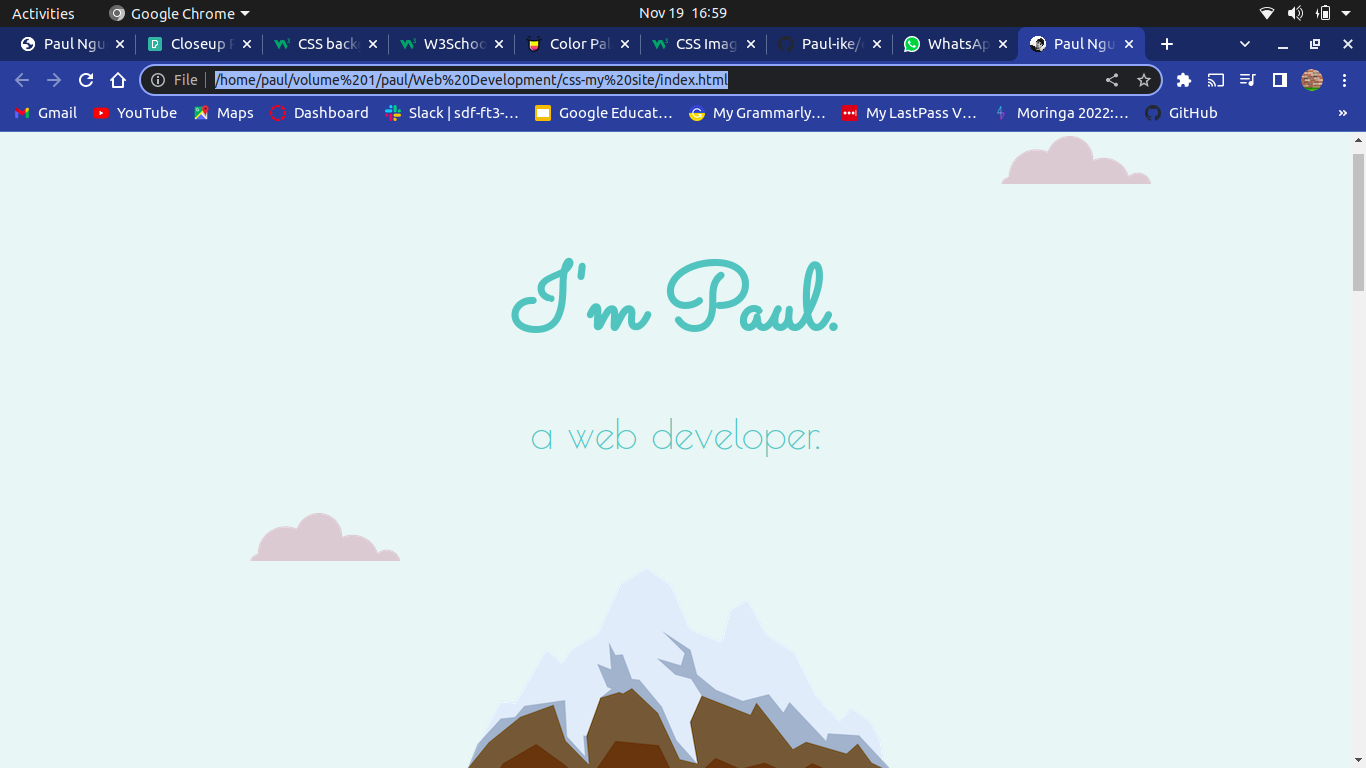 Activities Google Chrome Nov 19 16:59
Paul Ngu Closeup CSS back W3Schoo Color Pal CSS Imag Paul-ike/ WhatsAp Paul Ngu
File /home/paul/volume%201/paul/Web%20Development/css-my%20site/index.html
Gmail YouTube Maps Dashboard Slack | sdf-ft3-... Google Educat... My Grammarly... My LastPass V... Moringa 2022:... GitHub »
I'm Paul.
a web developer.